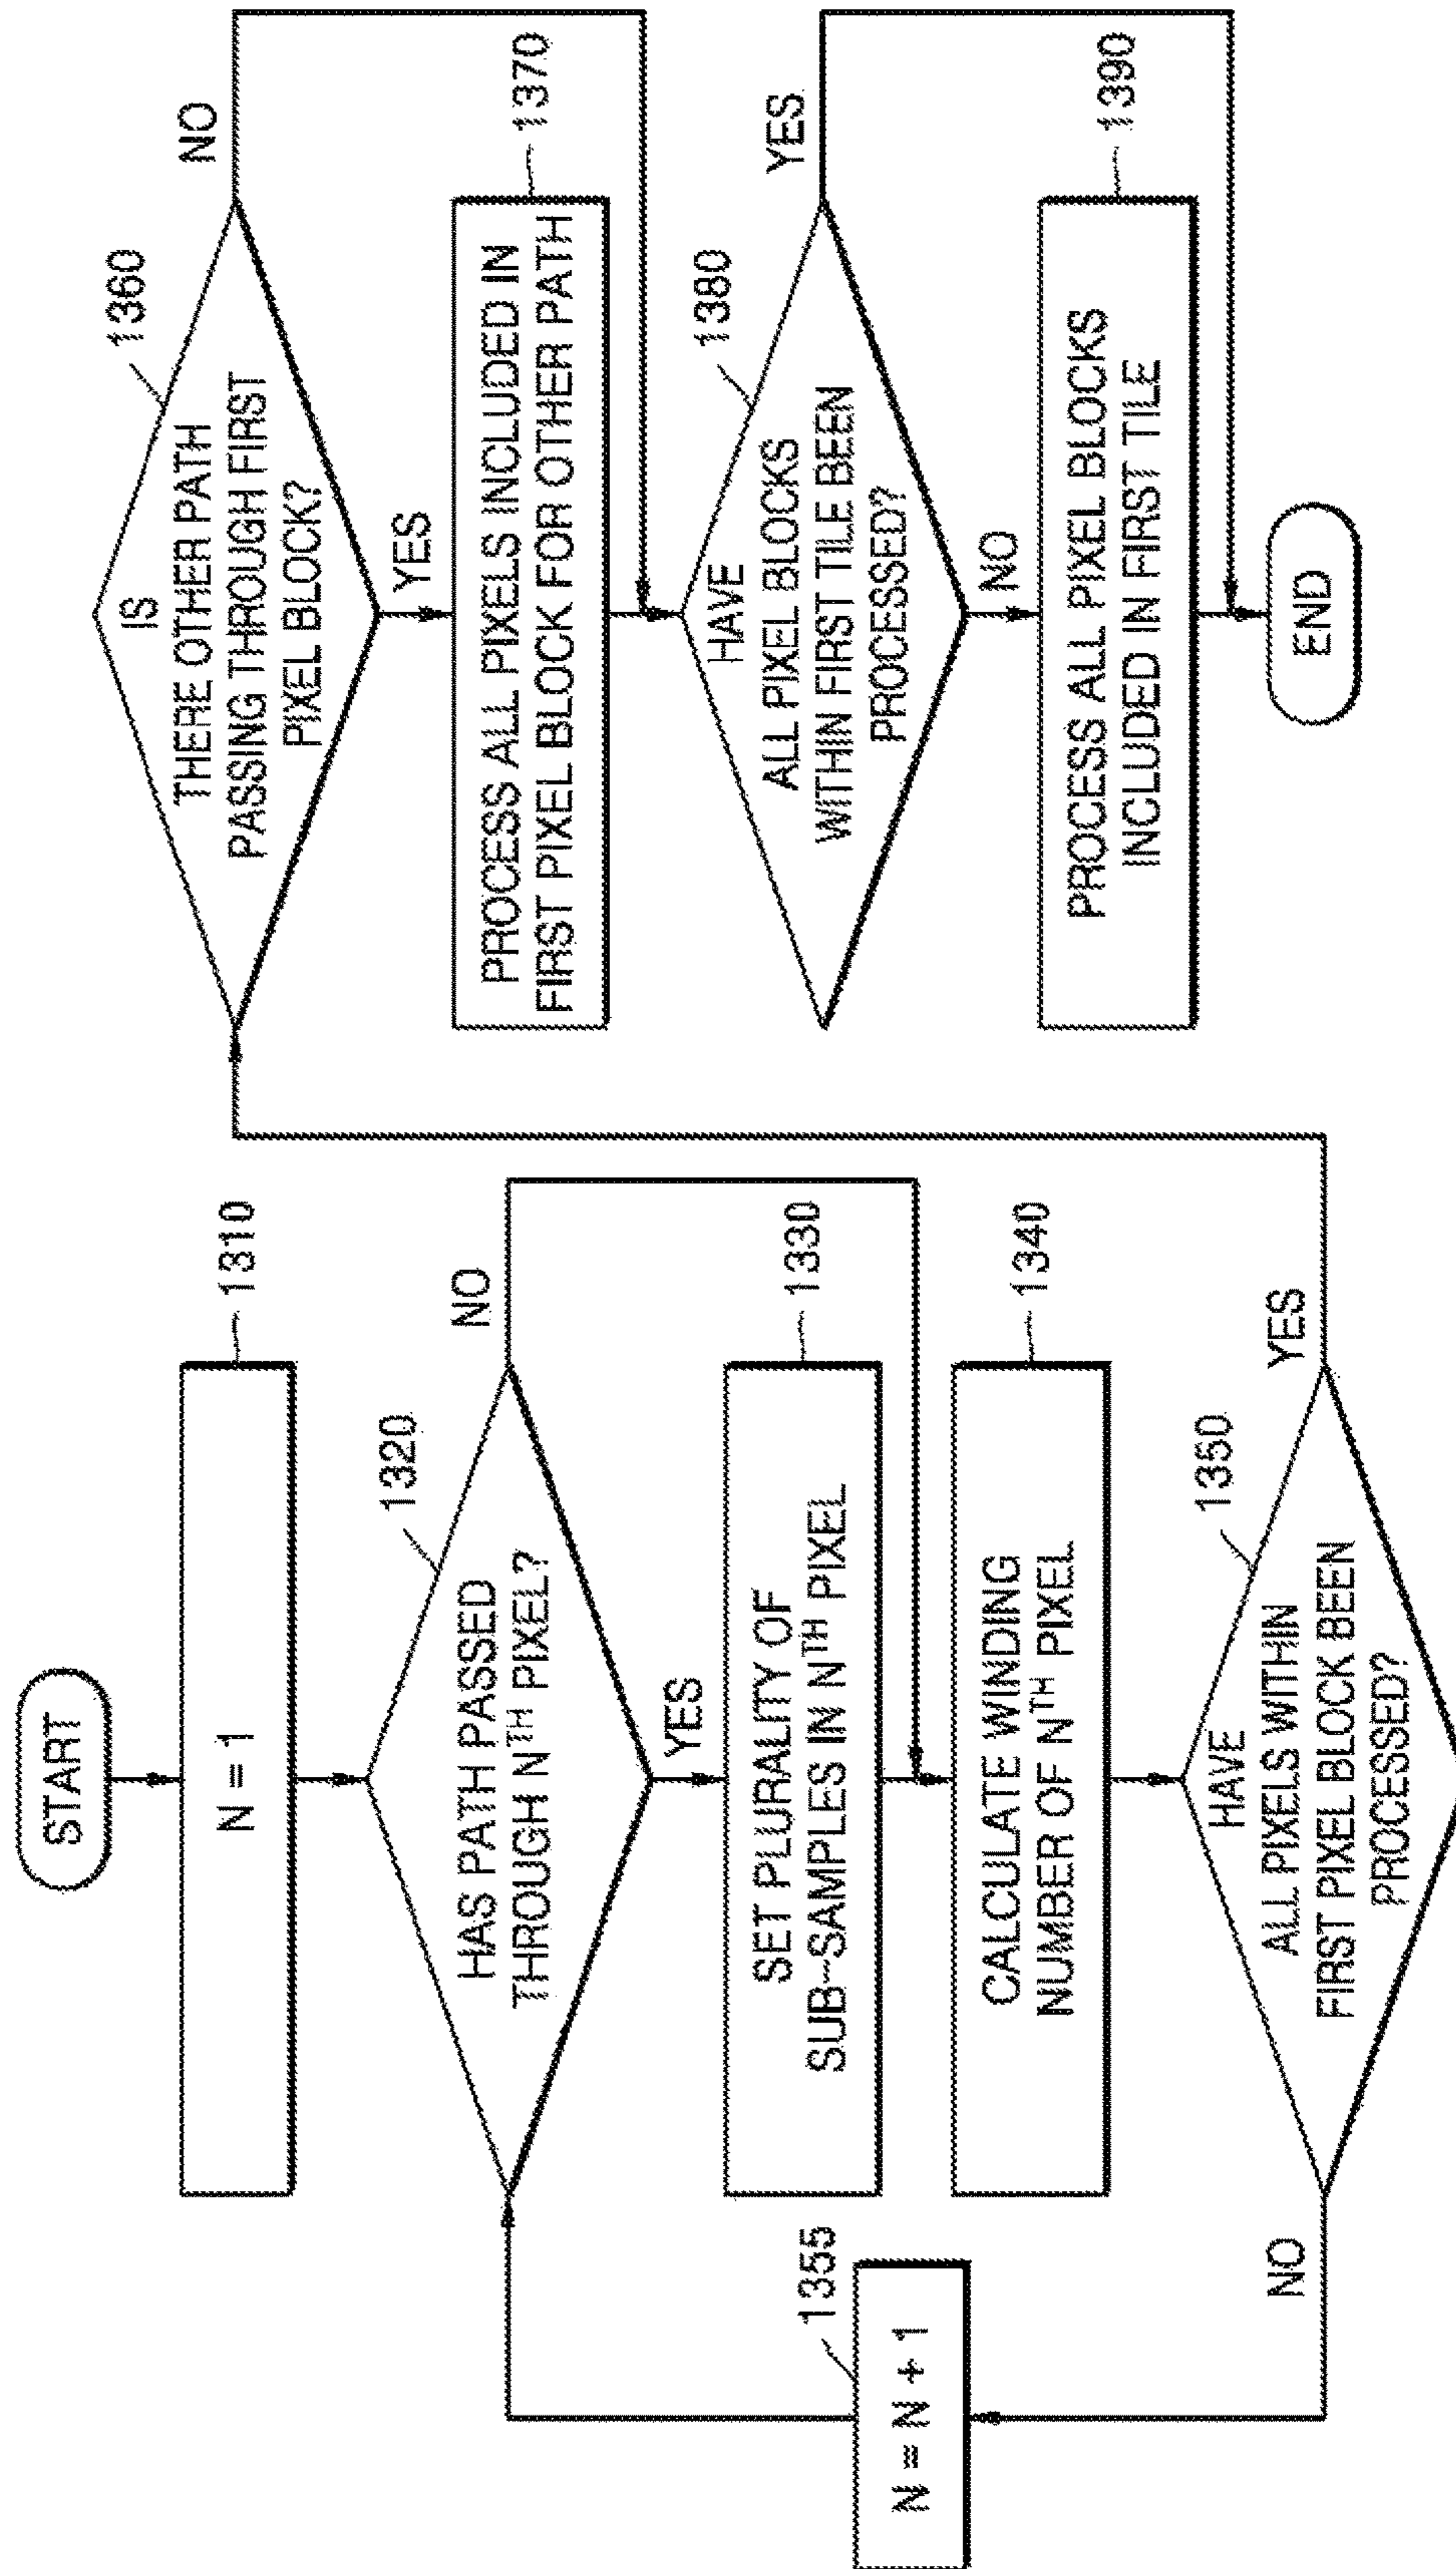 START
N = 1
1310
HAS PATH PASSED
THROUGH Nᵀᴴ PIXEL?
1320
NO
YES
SET PLURALITY OF
SUB-SAMPLES IN Nᵀᴴ PIXEL
1330
CALCULATE WINDING
NUMBER OF Nᵀᴴ PIXEL
1340
HAVE
ALL PIXELS WITHIN
FIRST PIXEL BLOCK BEEN
PROCESSED?
1350
YES
NO
N = N + 1
1355
IS
THERE OTHER PATH
PASSING THROUGH FIRST
PIXEL BLOCK?
1360
NO
YES
PROCESS ALL PIXELS INCLUDED IN
FIRST PIXEL BLOCK FOR OTHER PATH
1370
HAVE
ALL PIXEL BLOCKS
WITHIN FIRST TILE BEEN
PROCESSED?
1380
YES
NO
PROCESS ALL PIXEL BLOCKS
INCLUDED IN FIRST TILE
1390
END